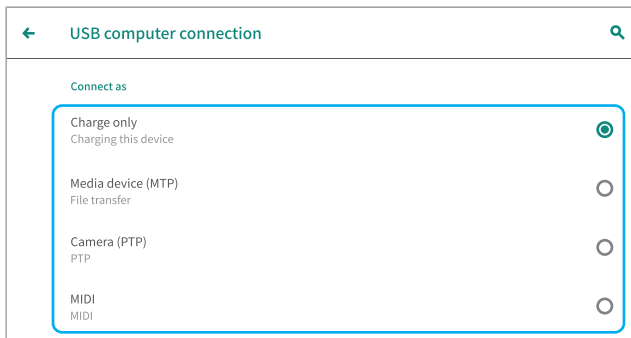 USB computer connection
Connect as
Charge only
Charging this device
Media device (MTP)
File transfer
Camera (PTP)
PTP
MIDI
MIDI